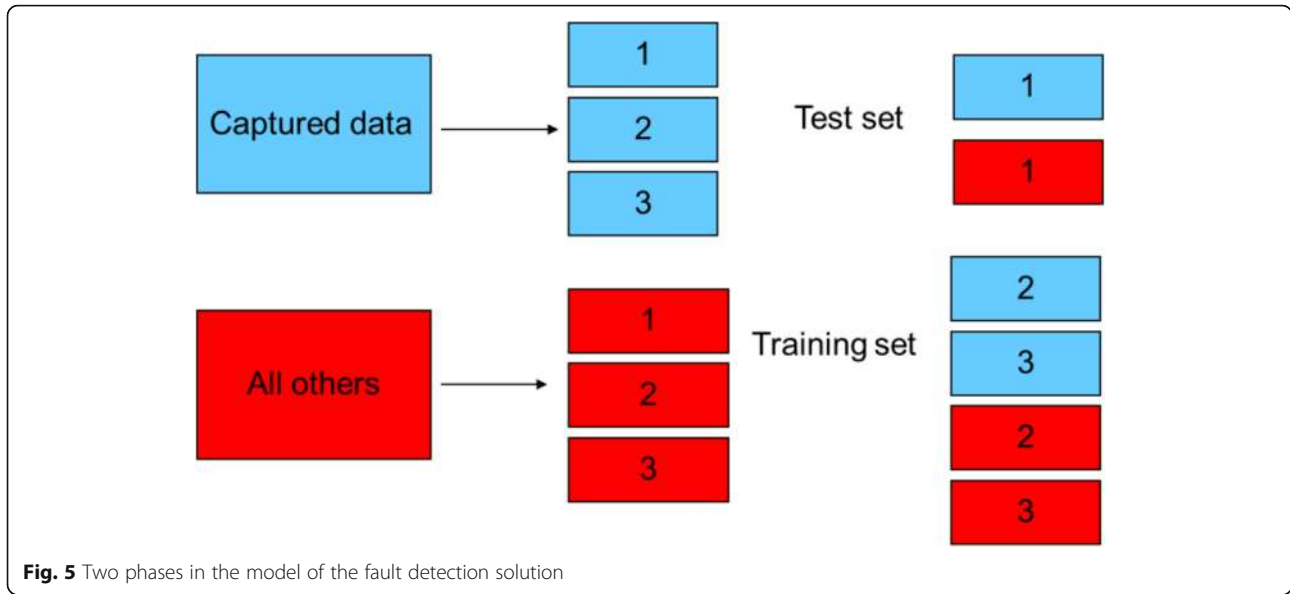 Captured data
1
2
3
Test set
1
1
All others
1
2
3
Training set
2
3
2
3
Fig. 5 Two phases in the model of the fault detection solution